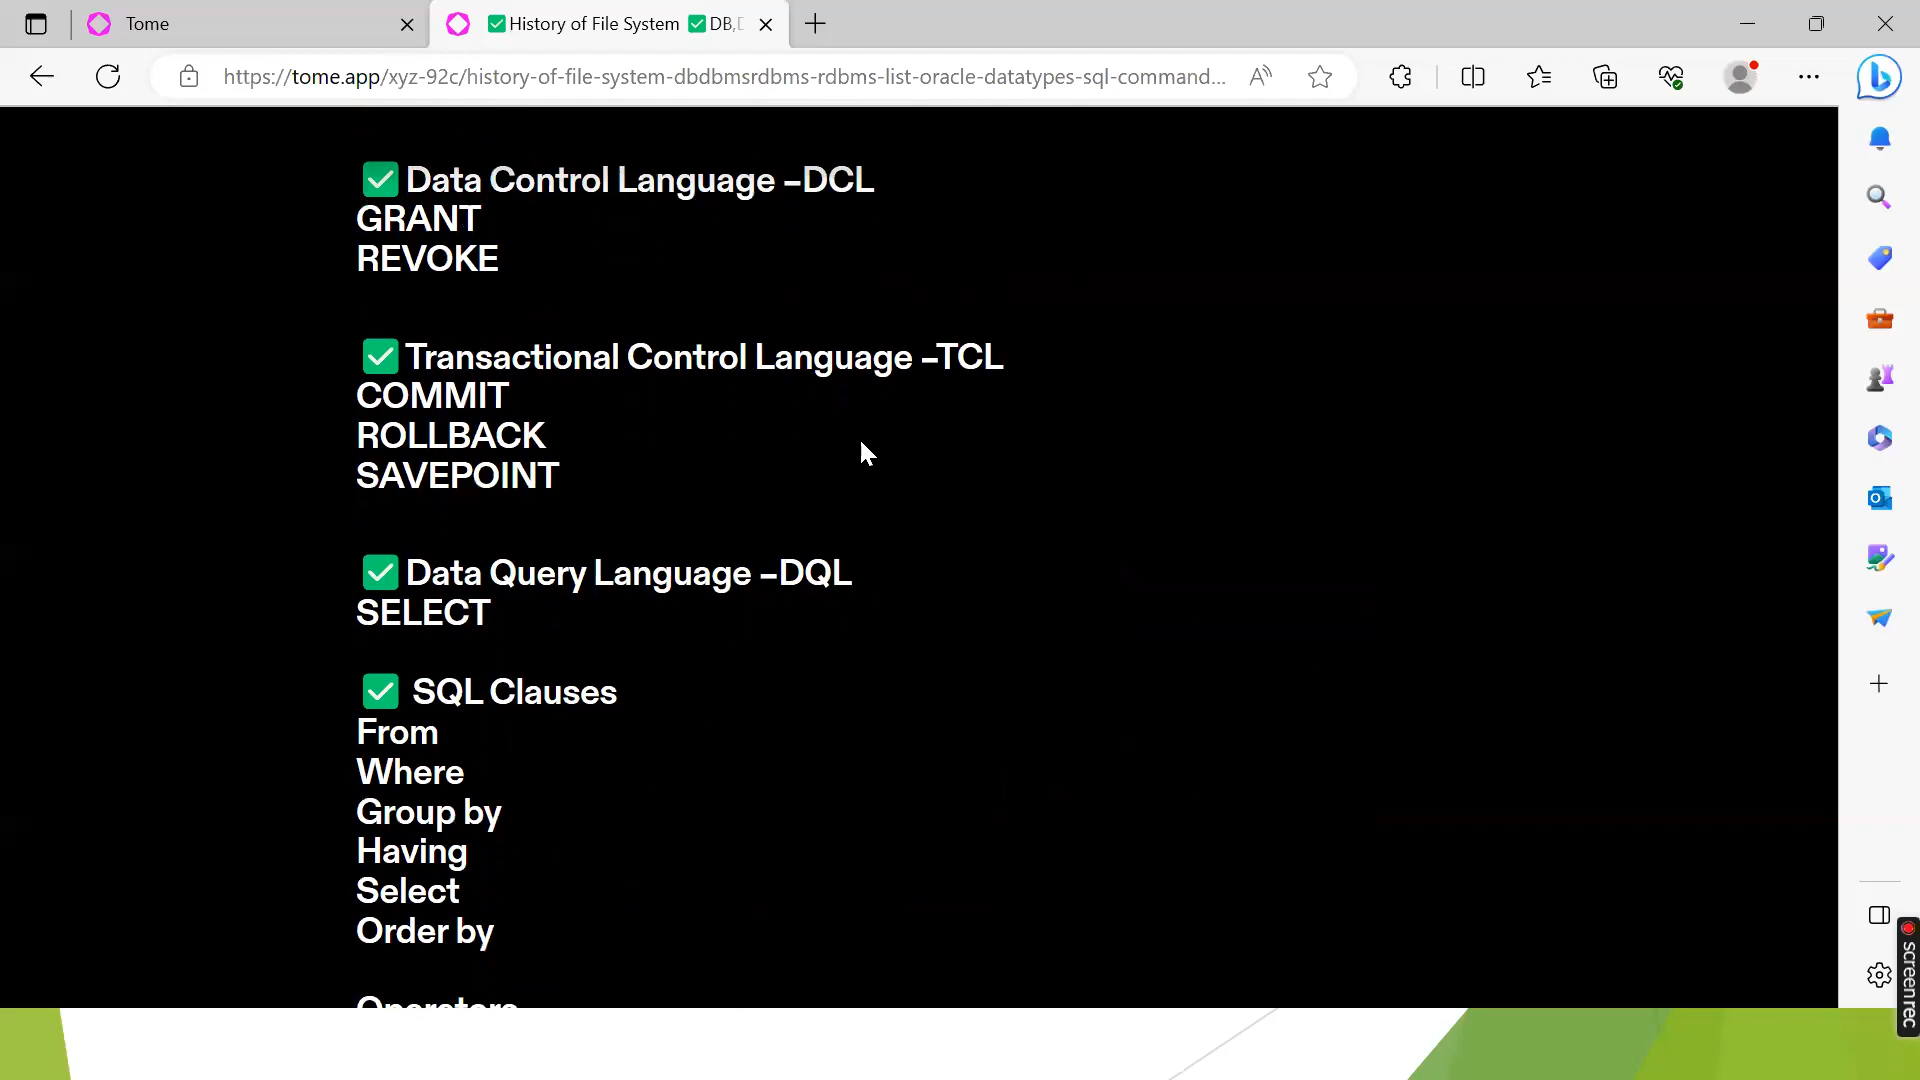 Tome
✅History of File System ✅DB,D
https://tome.app/xyz-92c/history-of-file-system-dbdbmsrdbms-rdbms-list-oracle-datatypes-sql-command...
✅Data Control Language –DCL
GRANT
REVOKE
✅Transactional Control Language –TCL
COMMIT
ROLLBACK
SAVEPOINT
✅Data Query Language –DQL
SELECT
✅ SQL Clauses
From
Where
Group by
Having
Select
Order by
Operators
screenrec